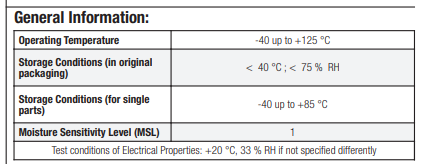 General Information:
Operating Temperature
-40 up to +125 °C
Storage Conditions (in original
packaging)
< 40 °C ; < 75 % RH
Storage Conditions (for single
parts)
-40 up to +85 °C
Moisture Sensitivity Level (MSL)
1
Test conditions of Electrical Properties: +20 °C, 33 % RH if not specified differently